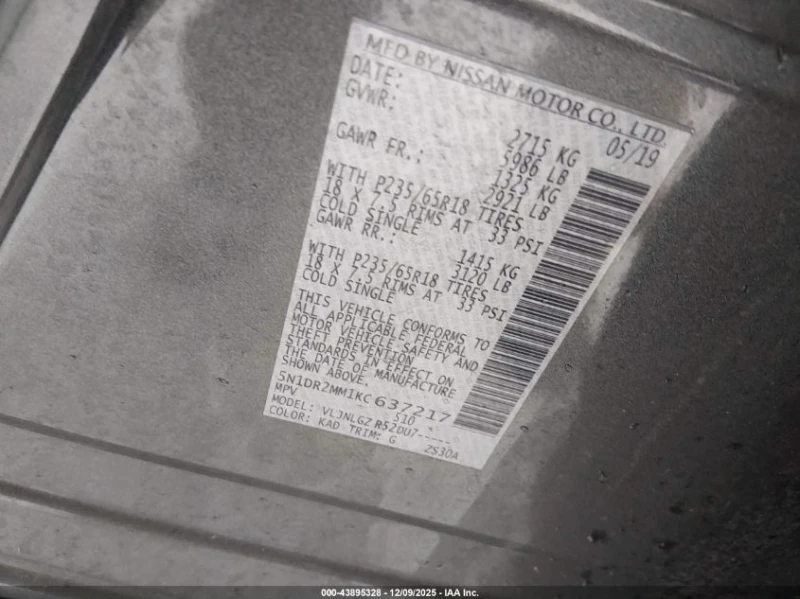 MFD BY NISSAN MOTOR CO., LTD.
DATE: 05/19
GVWR: 2715 KG
5986 LB
GAWR FR.: 1325 KG
2921 LB
WITH P235/65R18 TIRES
18 X 7.5 RIMS AT 33 PSI
COLD SINGLE
GAWR RR.: 1415 KG
3120 LB
WITH P235/65R18 TIRES
18 X 7.5 RIMS AT 33 PSI
COLD SINGLE
THIS VEHICLE CONFORMS TO
ALL APPLICABLE FEDERAL
MOTOR VEHICLE SAFETY AND
THEFT PREVENTION
STANDARDS IN EFFECT ON
THE DATE OF MANUFACTURE
SHOWN ABOVE.
5N1DR2MM1KC637217
MPV 510
MODEL: VLJNLGZ R52DU7-----
COLOR: KAD TRIM: G 2S30A
000-43895328 - 12/09/2025 - IAA Inc.